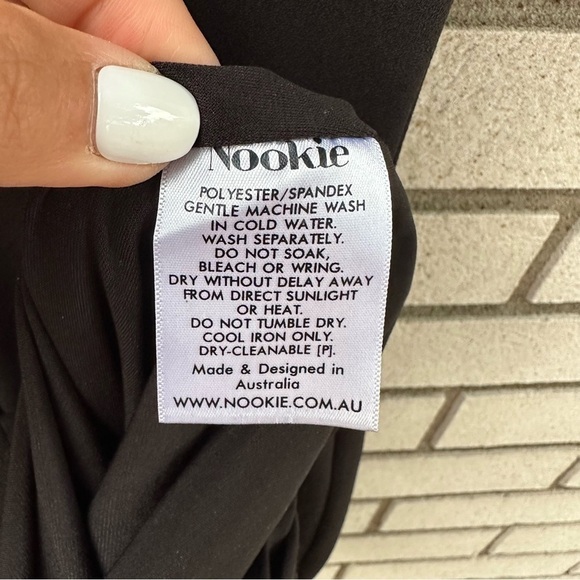 Nookie
POLYESTER/SPANDEX
GENTLE MACHINE WASH
IN COLD WATER.
WASH SEPARATELY.
DO NOT SOAK,
BLEACH OR WRING.
DRY WITHOUT DELAY AWAY
FROM DIRECT SUNLIGHT
OR HEAT.
DO NOT TUMBLE DRY.
COOL IRON ONLY.
DRY-CLEANABLE [P].
Made & Designed in
Australia
WWW.NOOKIE.COM.AU